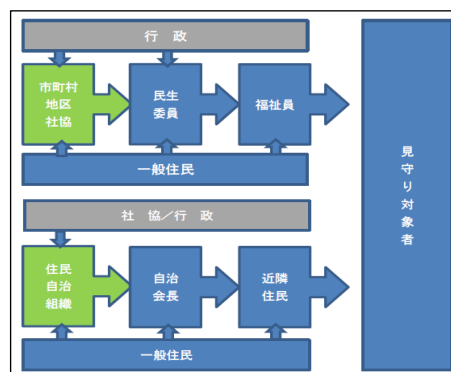 行　政
市町村
地区
社協
民生
委員
福祉員
一般住民
社　協／行　政
住民
自治
組織
自治
会長
近隣
住民
一般住民
見守り対象者